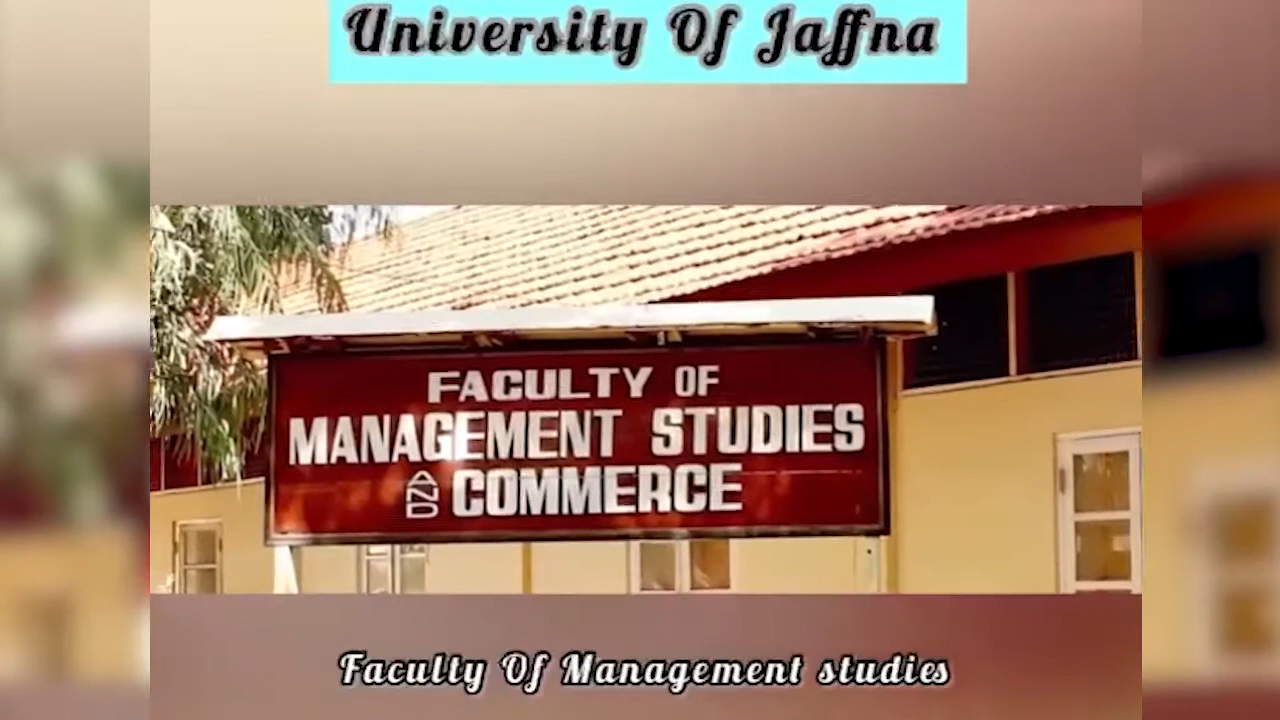 University Of Jaffna
FACULTY OF
MANAGEMENT STUDIES
AND COMMERCE
Faculty Of Management studies